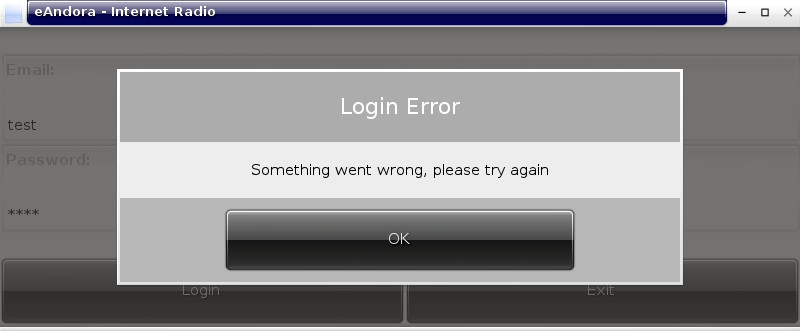 eAndora - Internet Radio
Email:
test
Password:
****
Login Error
Something went wrong, please try again
OK
Login
Exit